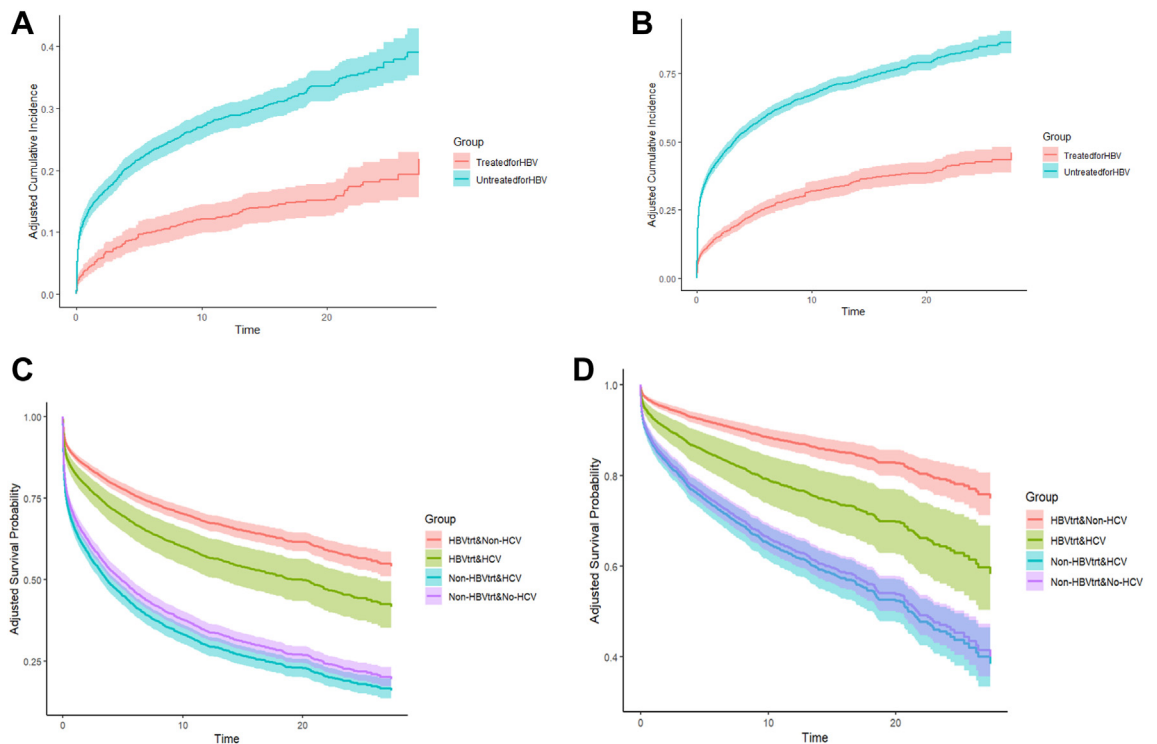 A
Adjusted Cumulative Incidence
0.4
0.3
0.2
0.1
0.0
0
10
20
Time
Group
TreatedforHBV
UntreatedforHBV
B
Adjusted Cumulative Incidence
0.75
0.50
0.25
0.00
0
10
20
Time
Group
TreatedforHBV
UntreatedforHBV
C
Adjusted Survival Probability
1.00
0.75
0.50
0.25
0
10
20
Time
Group
HBVtrt&Non-HCV
HBVtrt&HCV
Non-HBVtrt&HCV
Non-HBVtrt&No-HCV
D
Adjusted Survival Probability
1.0
0.8
0.6
0.4
0
10
20
Time
Group
HBVtrt&Non-HCV
HBVtrt&HCV
Non-HBVtrt&HCV
Non-HBVtrt&No-HCV